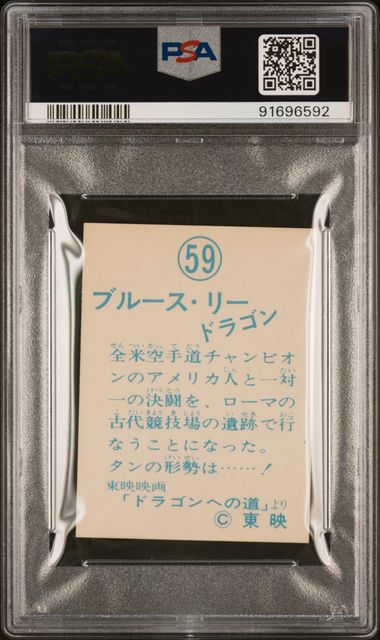 PSA
91696592
59
ブルース・リー
ドラゴン
全米空手道チャンピオ
ンのアメリカ人と一対
一の決闘を、ローマの
古代競技場の遺跡で行
なうことになった。
タンの形勢は……！
東映映画
「ドラゴンへの道」より
© 東映